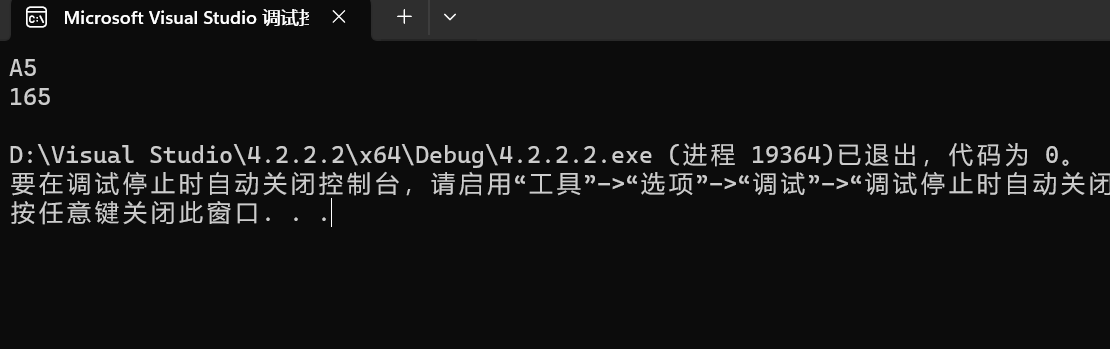 Microsoft Visual Studio 调试控
A5
165
D:\Visual Studio\4.2.2.2\x64\Debug\4.2.2.2.exe (进程 19364)已退出，代码为 0。
要在调试停止时自动关闭控制台，请启用“工具”->“选项”->“调试”->“调试停止时自动关闭
按任意键关闭此窗口. . .